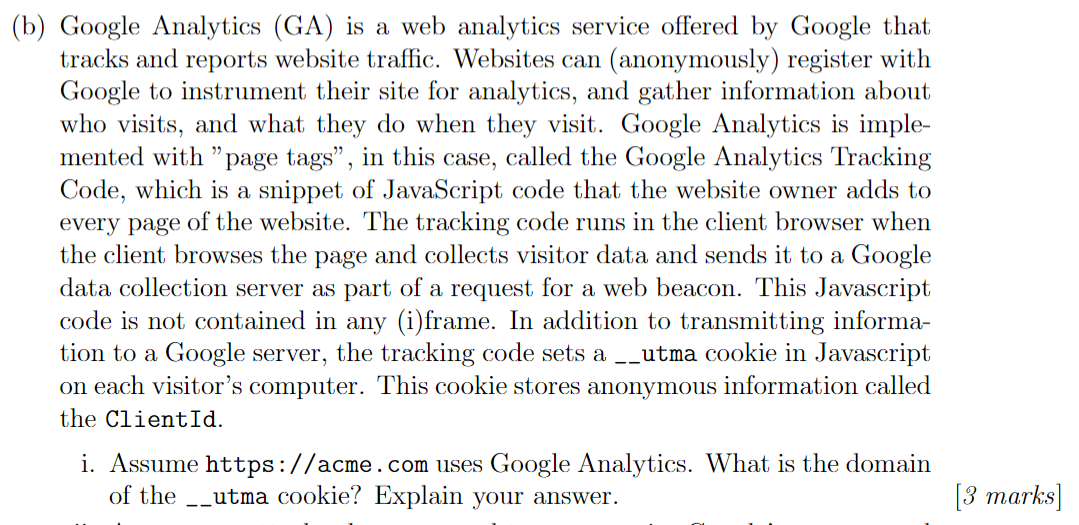 (b) Google Analytics (GA) is a web analytics service offered by Google that
tracks and reports website traffic. Websites can (anonymously) register with
Google to instrument their site for analytics, and gather information about
who visits, and what they do when they visit. Google Analytics is imple-
mented with ”page tags”, in this case, called the Google Analytics Tracking
Code, which is a snippet of JavaScript code that the website owner adds to
every page of the website. The tracking code runs in the client browser when
the client browses the page and collects visitor data and sends it to a Google
data collection server as part of a request for a web beacon. This Javascript
code is not contained in any (i)frame. In addition to transmitting informa-
tion to a Google server, the tracking code sets a __utma cookie in Javascript
on each visitor's computer. This cookie stores anonymous information called
the ClientId.
i. Assume https://acme.com uses Google Analytics. What is the domain
of the __utma cookie? Explain your answer. [3 marks]